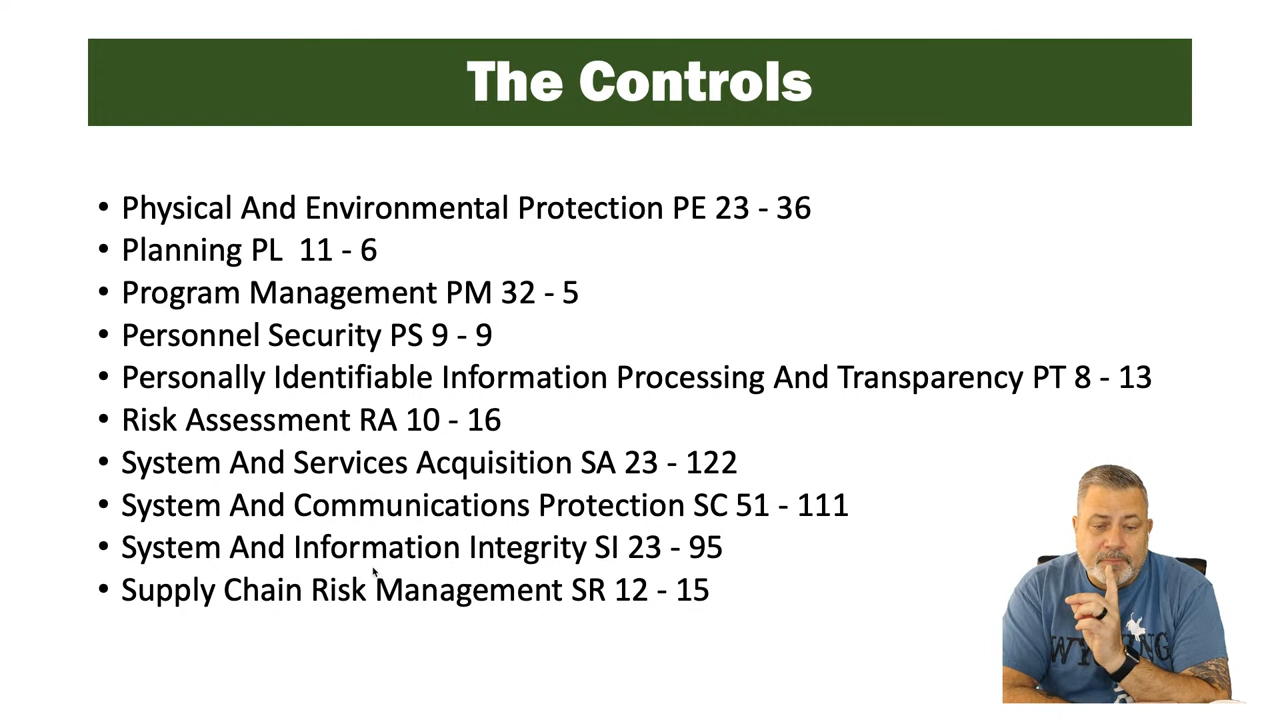 The Controls
• Physical And Environmental Protection PE 23 - 36
• Planning PL  11 - 6
• Program Management PM 32 - 5
• Personnel Security PS 9 - 9
• Personally Identifiable Information Processing And Transparency PT 8 - 13
• Risk Assessment RA 10 - 16
• System And Services Acquisition SA 23 - 122
• System And Communications Protection SC 51 - 111
• System And Information Integrity SI 23 - 95
• Supply Chain Risk Management SR 12 - 15